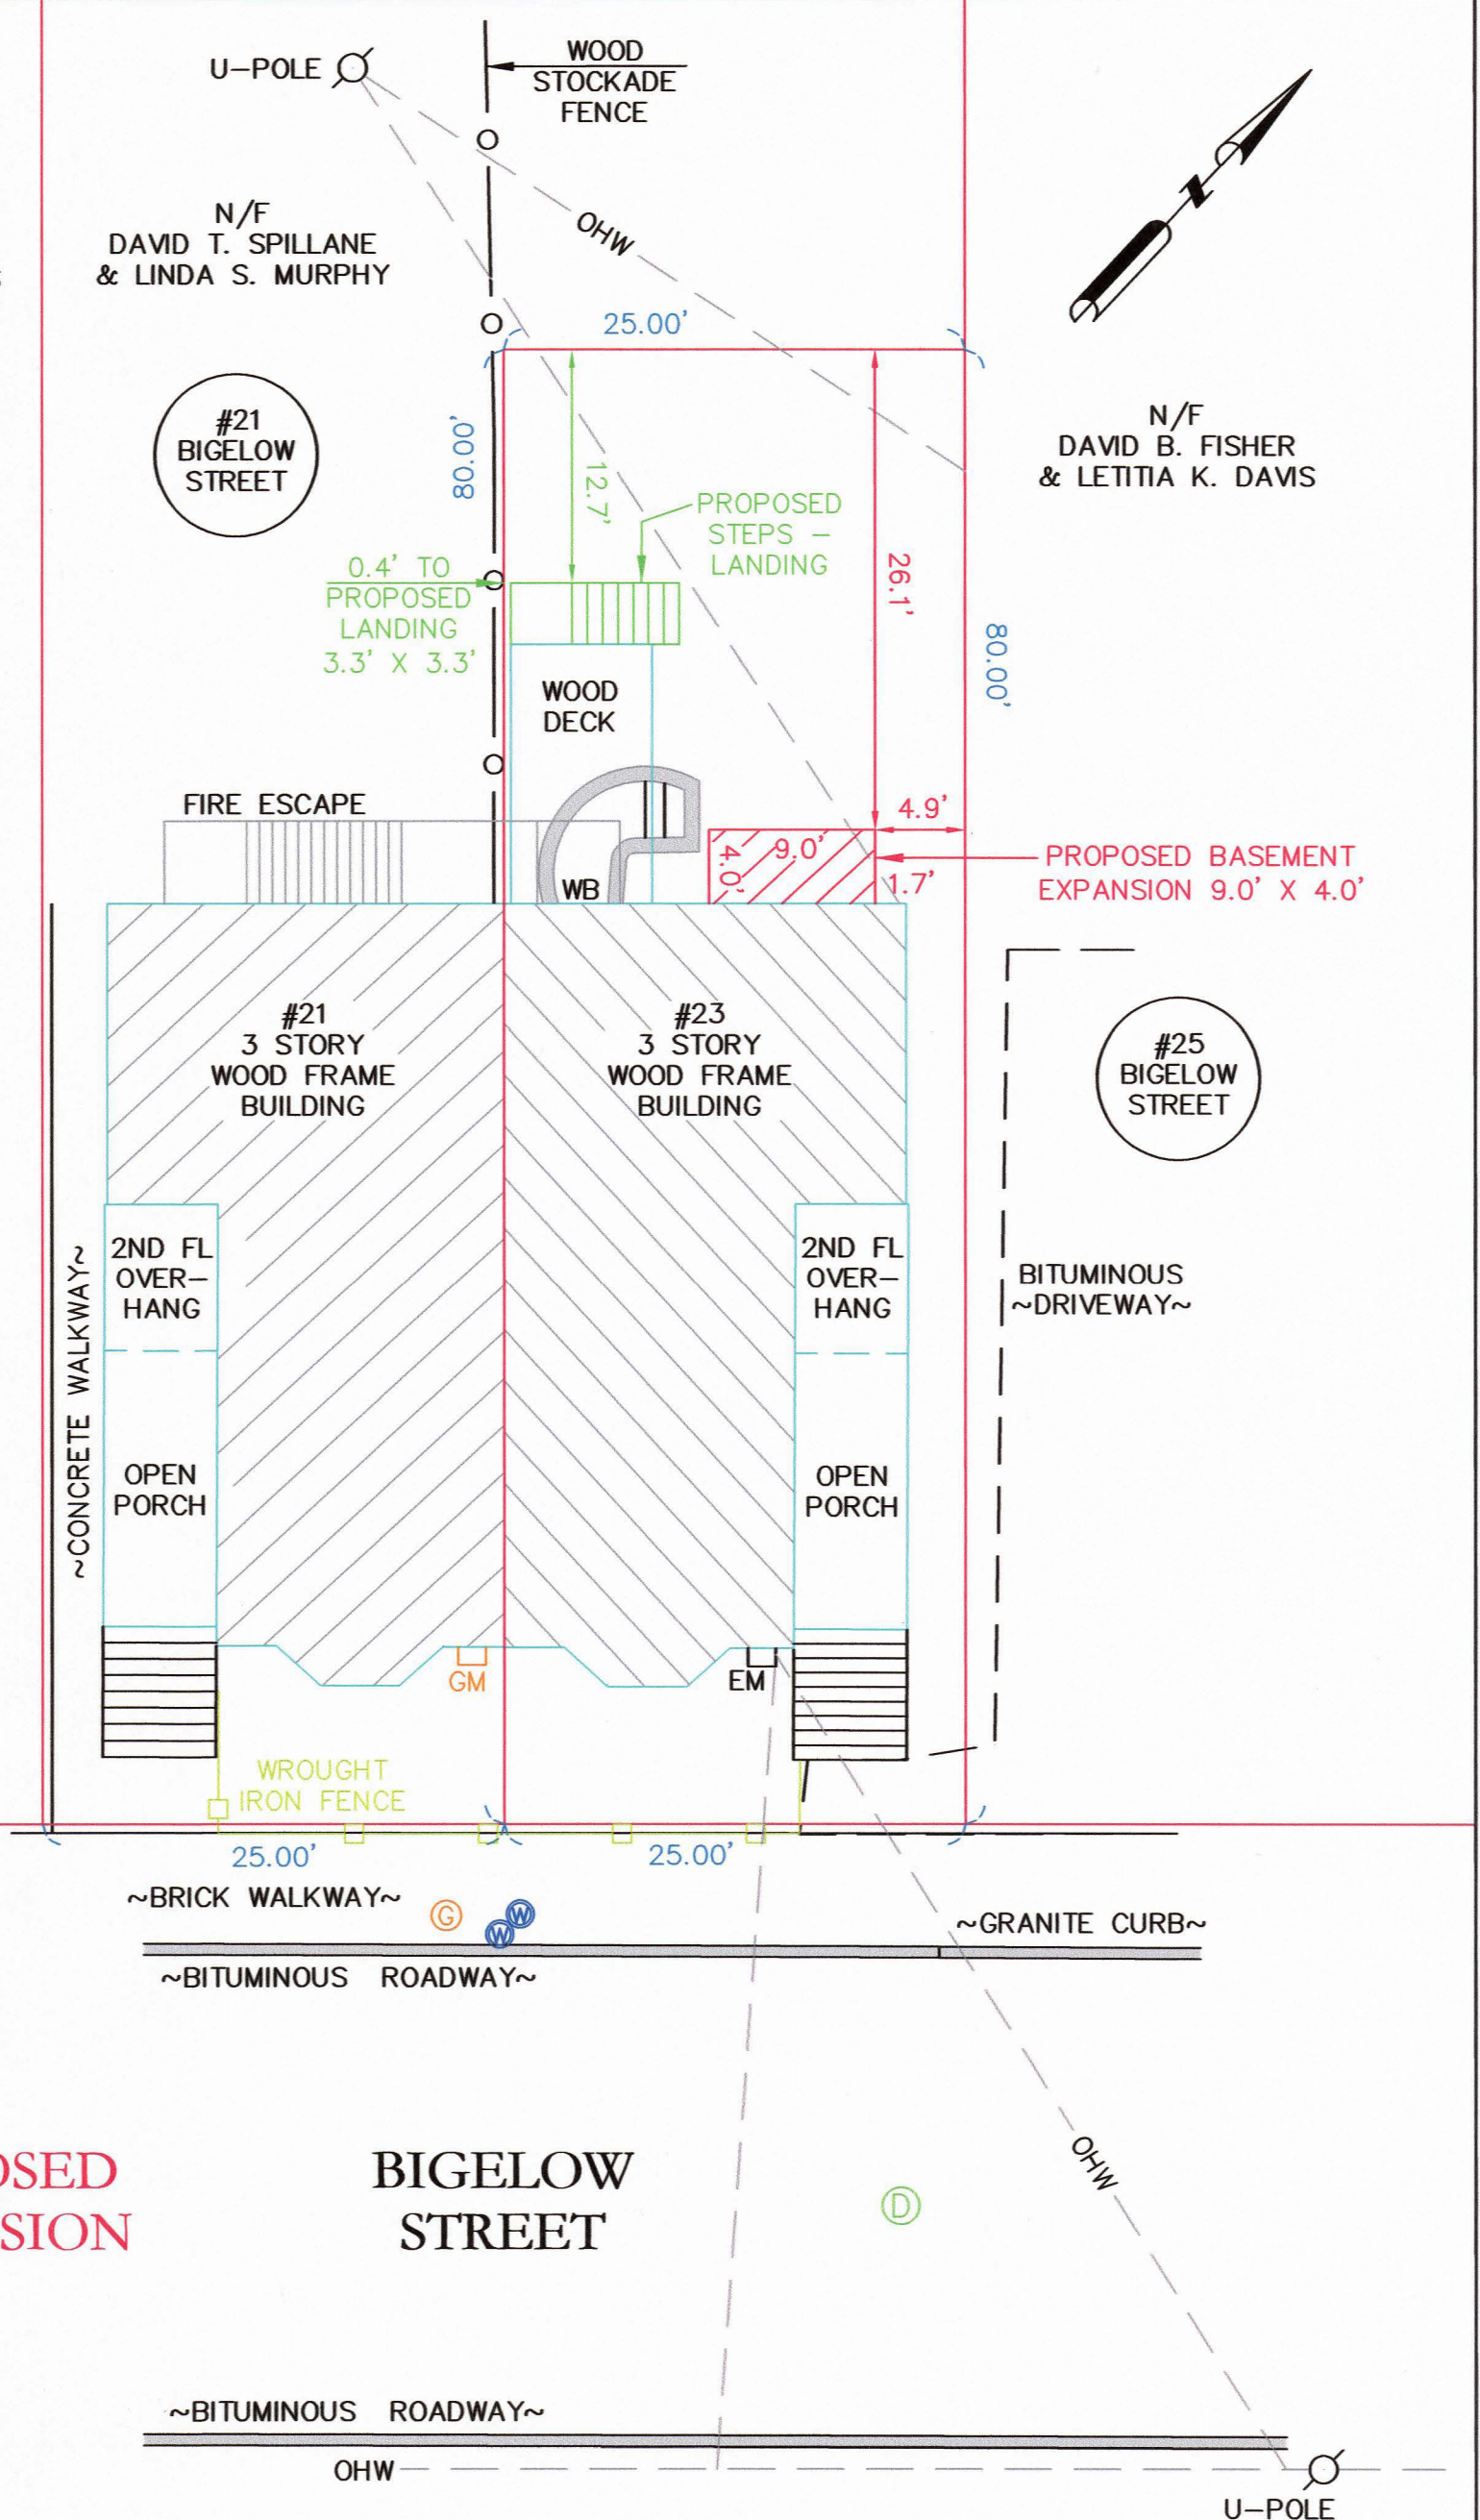 U-POLE
WOOD
STOCKADE
FENCE
N/F
DAVID T. SPILLANE
& LINDA S. MURPHY
OHW
Z
25.00'
#21
BIGELOW
STREET
80.00'
12.7'
N/F
DAVID B. FISHER
& LETITIA K. DAVIS
PROPOSED
STEPS –
LANDING
0.4' TO
PROPOSED
LANDING
3.3' X 3.3'
26.1'
80.00'
WOOD
DECK
FIRE ESCAPE
WB
4.0'
9.0'
4.9'
1.7'
PROPOSED BASEMENT
EXPANSION 9.0' X 4.0'
#21
3 STORY
WOOD FRAME
BUILDING
#23
3 STORY
WOOD FRAME
BUILDING
#25
BIGELOW
STREET
~CONCRETE WALKWAY~
2ND FL
OVER–
HANG
2ND FL
OVER–
HANG
BITUMINOUS
~DRIVEWAY~
OPEN
PORCH
OPEN
PORCH
GM
EM
WROUGHT
IRON FENCE
25.00'
25.00'
~BRICK WALKWAY~
G
W
W
~GRANITE CURB~
~BITUMINOUS ROADWAY~
OSED
SION
BIGELOW
STREET
D
OHW
~BITUMINOUS ROADWAY~
OHW
U-POLE